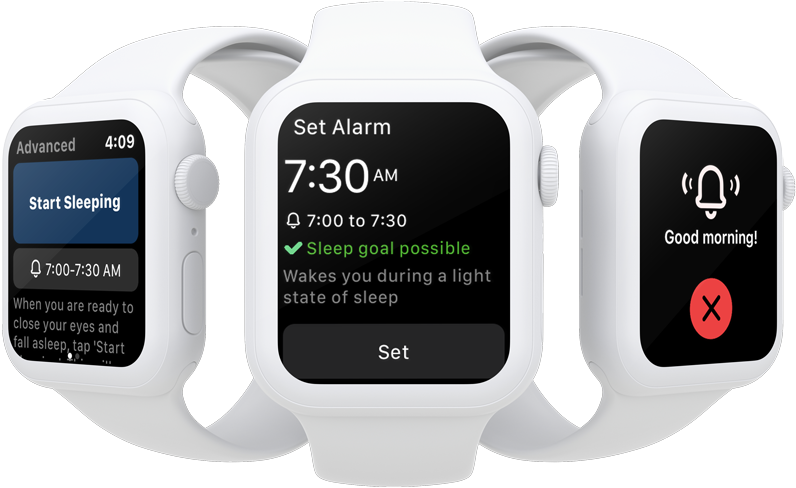 Advanced 4:09
Start Sleeping
7:00-7:30 AM
When you are ready to
close your eyes and
fall asleep, tap 'Start
Set Alarm
7:30 AM
7:00 to 7:30
Sleep goal possible
Wakes you during a light
state of sleep
Set
Good morning!